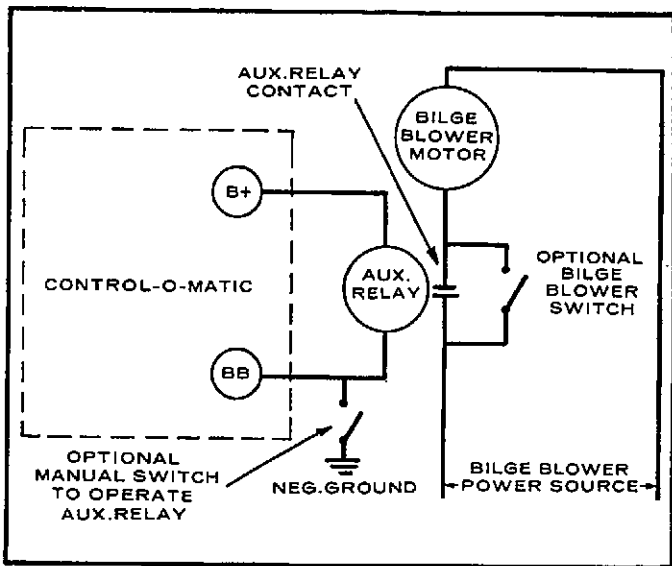 AUX.RELAY
CONTACT
BILGE
BLOWER
MOTOR
B+
CONTROL-O-MATIC
AUX.
RELAY
OPTIONAL
BILGE
BLOWER
SWITCH
BB
OPTIONAL
MANUAL SWITCH
TO OPERATE
AUX.RELAY
NEG.GROUND
BILGE BLOWER
POWER SOURCE